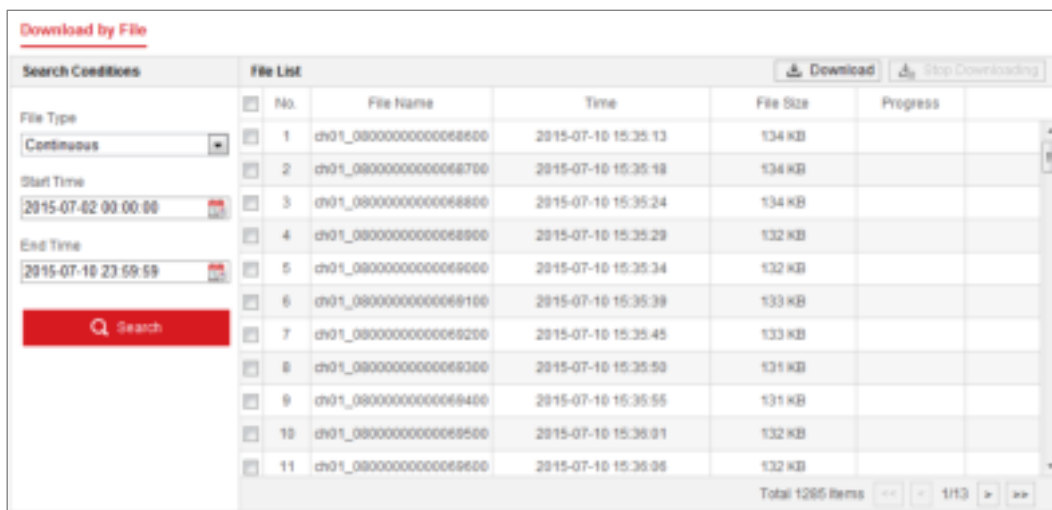 Download by File
Search Conditions
File Type
Continuous
Start Time
2015-07-02 00:00:00
End Time
2015-07-10 23:59:59
Search
File List Download Stop Downloading
No. File Name Time File Size Progress
1 ch01_08000000000068600 2015-07-10 15:35:13 134 KB
2 ch01_08000000000068700 2015-07-10 15:35:18 134 KB
3 ch01_08000000000068800 2015-07-10 15:35:24 134 KB
4 ch01_08000000000068900 2015-07-10 15:35:29 132 KB
5 ch01_08000000000069000 2015-07-10 15:35:34 132 KB
6 ch01_08000000000069100 2015-07-10 15:35:39 133 KB
7 ch01_08000000000069200 2015-07-10 15:35:45 133 KB
8 ch01_08000000000069300 2015-07-10 15:35:50 131 KB
9 ch01_08000000000069400 2015-07-10 15:35:55 131 KB
10 ch01_08000000000069500 2015-07-10 15:36:01 132 KB
11 ch01_08000000000069600 2015-07-10 15:36:06 132 KB
Total 1285 Items << < 1/13 > >>